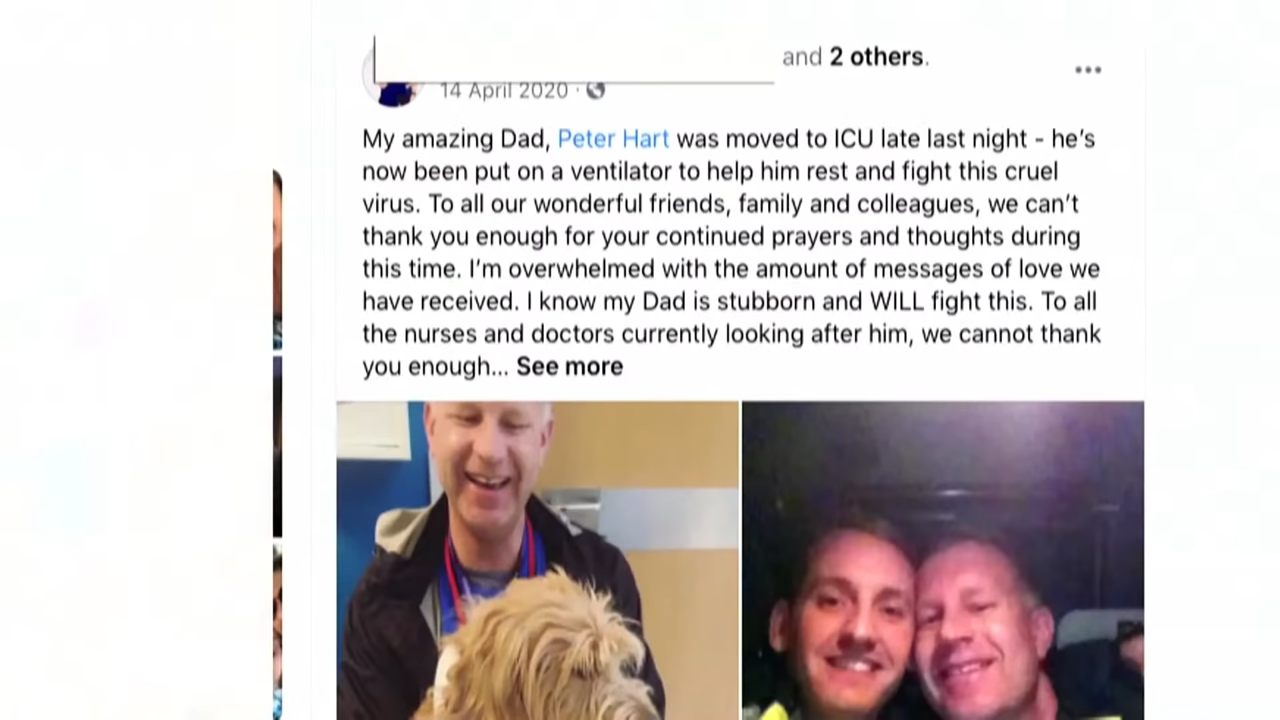 and 2 others.
14 April 2020 ·
My amazing Dad, Peter Hart was moved to ICU late last night - he's
now been put on a ventilator to help him rest and fight this cruel
virus. To all our wonderful friends, family and colleagues, we can't
thank you enough for your continued prayers and thoughts during
this time. I'm overwhelmed with the amount of messages of love we
have received. I know my Dad is stubborn and WILL fight this. To all
the nurses and doctors currently looking after him, we cannot thank
you enough... See more